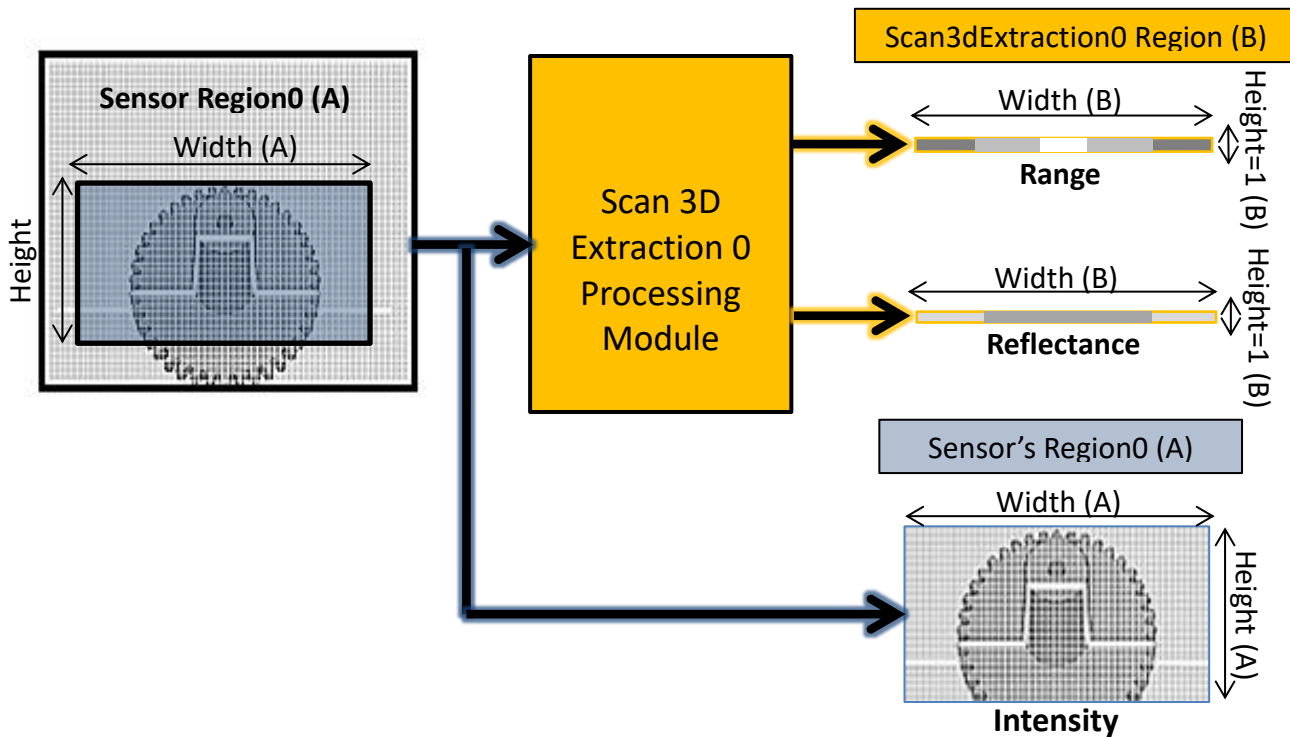 Sensor Region0 (A)
Width (A)
Height
Scan 3D
Extraction 0
Processing
Module
Scan3dExtraction0 Region (B)
Width (B)
Height=1 (B)
Range
Width (B)
Height=1 (B)
Reflectance
Sensor’s Region0 (A)
Width (A)
Height (A)
Intensity